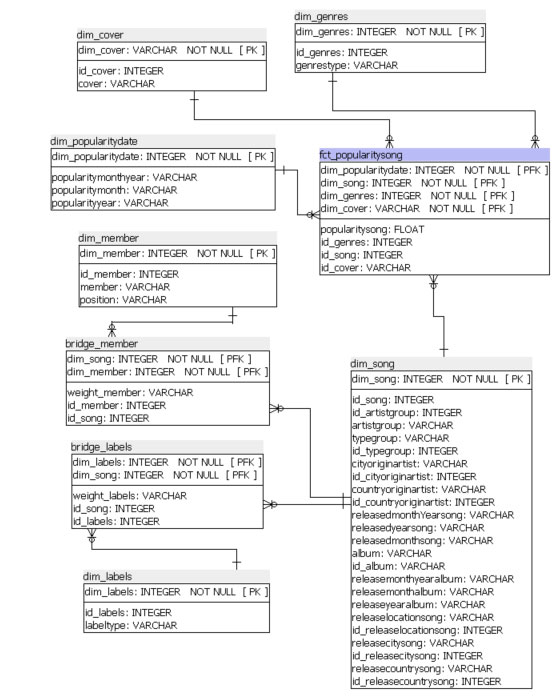 dim_genres
dim_genres: INTEGER NOT NULL [ PK ]
id_genres: INTEGER
genrestype: VARCHAR
dim_cover
dim_cover: VARCHAR NOT NULL [ PK ]
id_cover: INTEGER
cover: VARCHAR
dim_popularitydate
dim_popularitydate: INTEGER NOT NULL [ PK ]
popularitymonthyear: VARCHAR
popularitymonth: VARCHAR
popularityyear: VARCHAR
fct_popularitysong
dim_popularitydate: INTEGER NOT NULL [ PFK ]
dim_song: INTEGER NOT NULL [ PFK ]
dim_genres: INTEGER NOT NULL [ PFK ]
dim_cover: VARCHAR NOT NULL [ PFK ]
popularitysong: FLOAT
id_genres: INTEGER
id_song: INTEGER
id_cover: VARCHAR
dim_member
dim_member: INTEGER NOT NULL [ PK ]
id_member: INTEGER
member: VARCHAR
position: VARCHAR
bridge_member
dim_song: INTEGER NOT NULL [ PFK ]
dim_member: INTEGER NOT NULL [ PFK ]
weight_member: VARCHAR
id_member: INTEGER
id_song: INTEGER
bridge_labels
dim_labels: INTEGER NOT NULL [ PFK ]
dim_song: INTEGER NOT NULL [ PFK ]
weight_labels: VARCHAR
id_song: INTEGER
id_labels: INTEGER
dim_labels
dim_labels: INTEGER NOT NULL [ PK ]
id_labels: INTEGER
labeltype: VARCHAR
dim_song
dim_song: INTEGER NOT NULL [ PK ]
id_song: INTEGER
id_artistgroup: INTEGER
artistgroup: VARCHAR
typegroup: VARCHAR
id_typegroup: INTEGER
cityoriginartist: VARCHAR
id_cityoriginartist: INTEGER
countryoriginartist: VARCHAR
id_countryoriginartist: INTEGER
releasedmonthYearsong: VARCHAR
releasedyearsong: VARCHAR
releasedmonthsong: VARCHAR
album: VARCHAR
id_album: INTEGER
releasemonthyearalbum: VARCHAR
releasemonthalbum: VARCHAR
releaseyearalbum: VARCHAR
releaselocationsong: VARCHAR
id_releaselocationsong: INTEGER
releasecitysong: VARCHAR
id_releasecitysong: INTEGER
releasecountrysong: VARCHAR
id_releasecountrysong: INTEGER